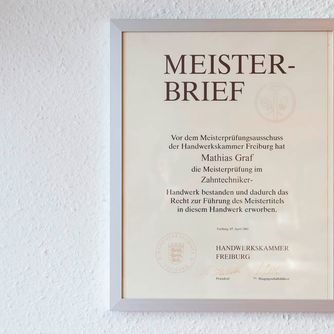 MEISTER-
BRIEF
Vor dem Meisterprüfungsausschuss
der Handwerkskammer Freiburg hat
Mathias Graf
die Meisterprüfung im
Zahntechniker-
Handwerk bestanden und dadurch das
Recht zur Führung des Meistertitels
in diesem Handwerk erworben.
HANDWERKSKAMMER
FREIBURG
Präsident